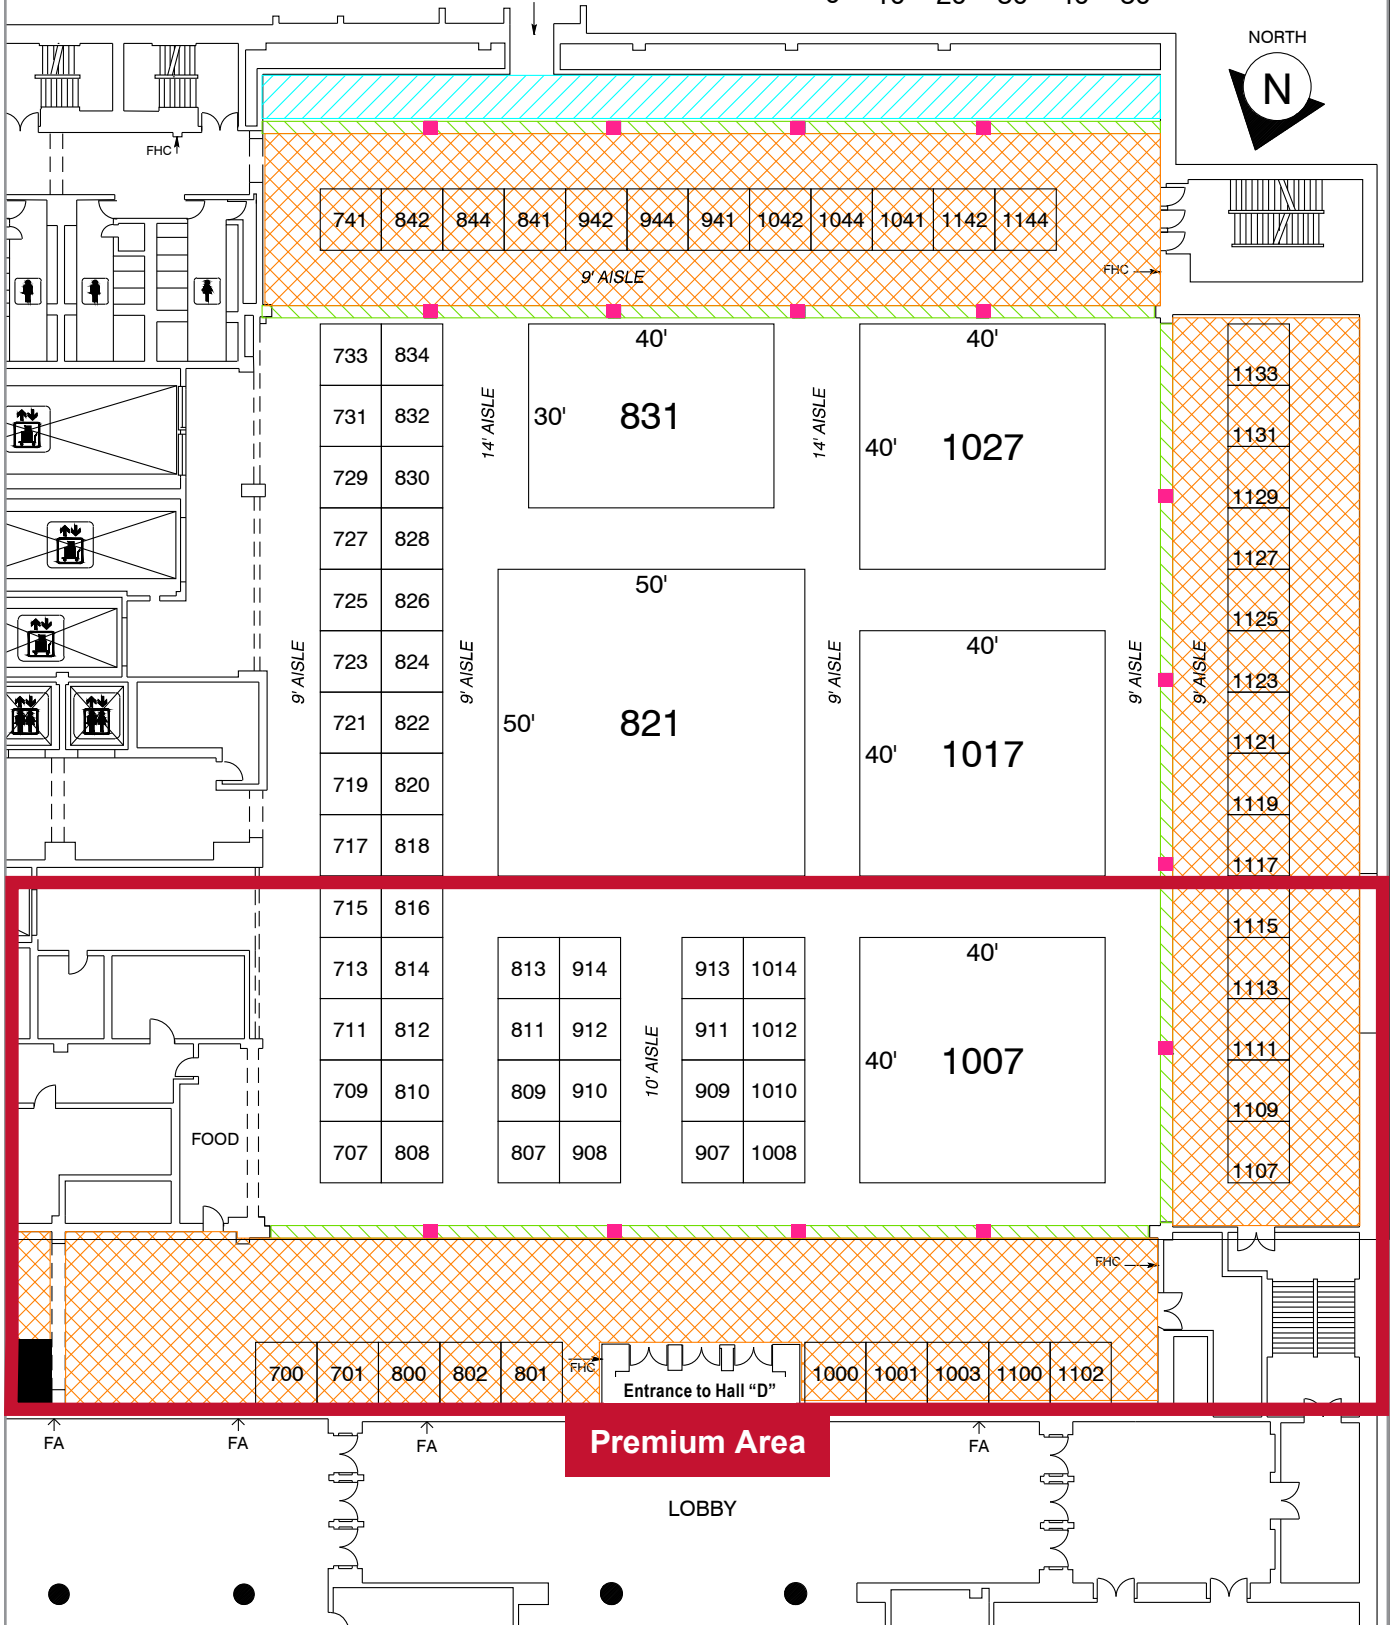 NORTH
N
FHC
741 842 844 841 942 944 941 1042 1044 1041 1142 1144
9' AISLE
FHC
733 834
40'
40'
1133
731 832
14' AISLE
30'
831
14' AISLE
40'
1027
1131
729 830
1129
727 828
1127
725 826
50'
1125
723 824
40'
1123
9' AISLE
9' AISLE
9' AISLE
9' AISLE
9' AISLE
721 822
50'
821
40'
1017
1121
719 820
1119
717 818
1117
715 816
1115
713 814
813 914
913 1014
40'
1113
711 812
811 912
10' AISLE
911 1012
40'
1007
1111
709 810
809 910
909 1010
1109
FOOD
707 808
807 908
907 1008
1107
FHC
700 701 800 802 801
FHC
Entrance to Hall “D”
1000 1001 1003 1100 1102
FA
FA
FA
Premium Area
FA
LOBBY